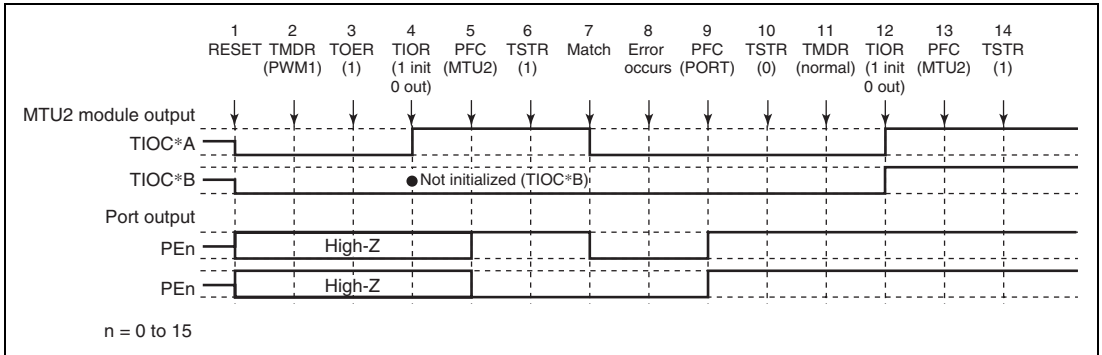 1 2 3 4 5 6 7 8 9 10 11 12 13 14
RESET TMDR TOER TIOR PFC TSTR Match Error PFC TSTR TMDR TIOR PFC TSTR
(PWM1) (1) (1 init (MTU2) (1) occurs (PORT) (0) (normal) (1 init (MTU2) (1)
0 out) 0 out)
MTU2 module output
TIOC*A
TIOC*B ●Not initialized (TIOC*B)
Port output
PEn High-Z
PEn High-Z
n = 0 to 15